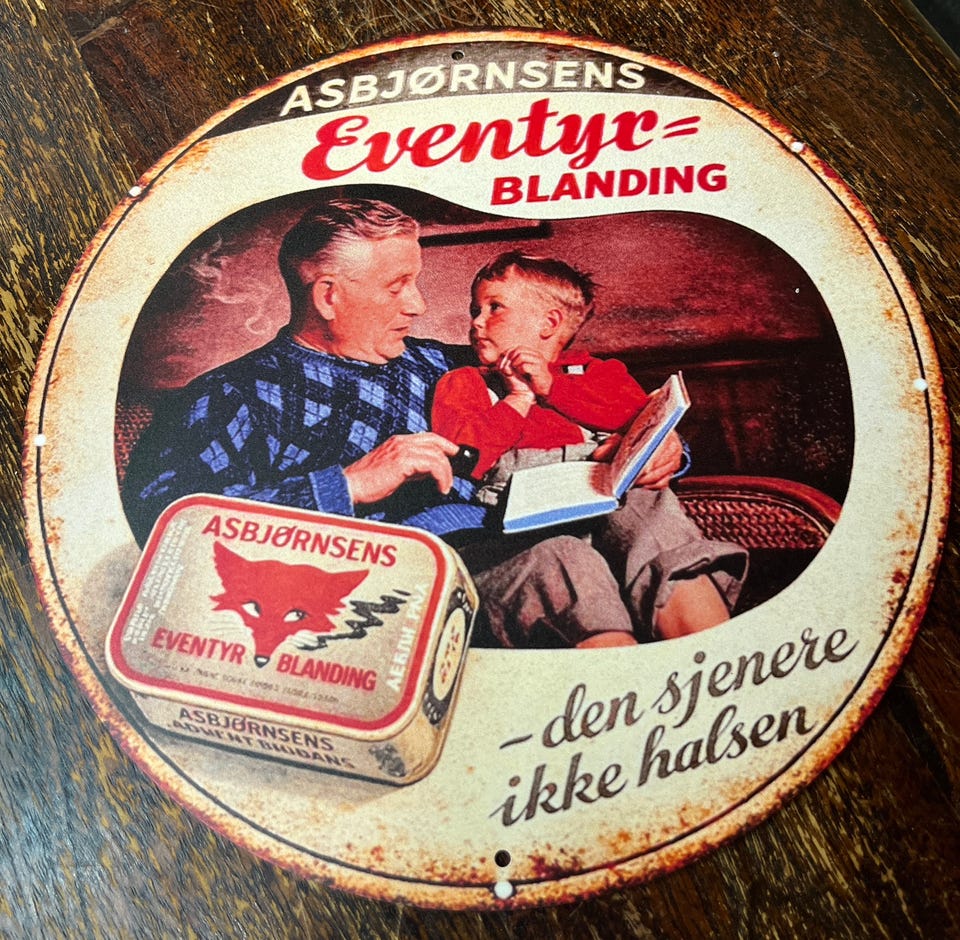 ASBJØRNSENS
Eventyr=
BLANDING
ASBJØRNSENS
EVENTYR BLANDING
ASBJØRNSENS
– den sjenere
ikke halsen